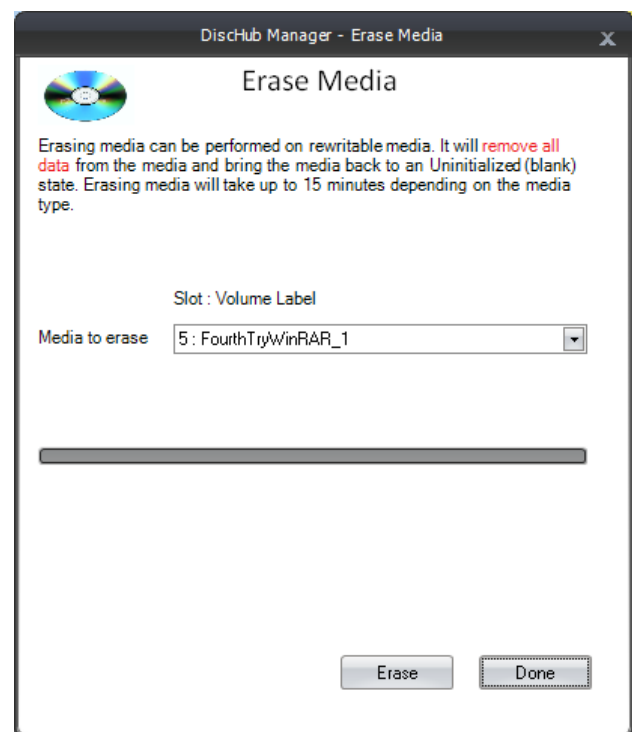 DiscHub Manager - Erase Media
x
Erase Media
Erasing media can be performed on rewritable media. It will remove all
data from the media and bring the media back to an Uninitialized (blank)
state. Erasing media will take up to 15 minutes depending on the media
type.
Slot : Volume Label
Media to erase 5 : FourthTryWinRAR_1
Erase Done